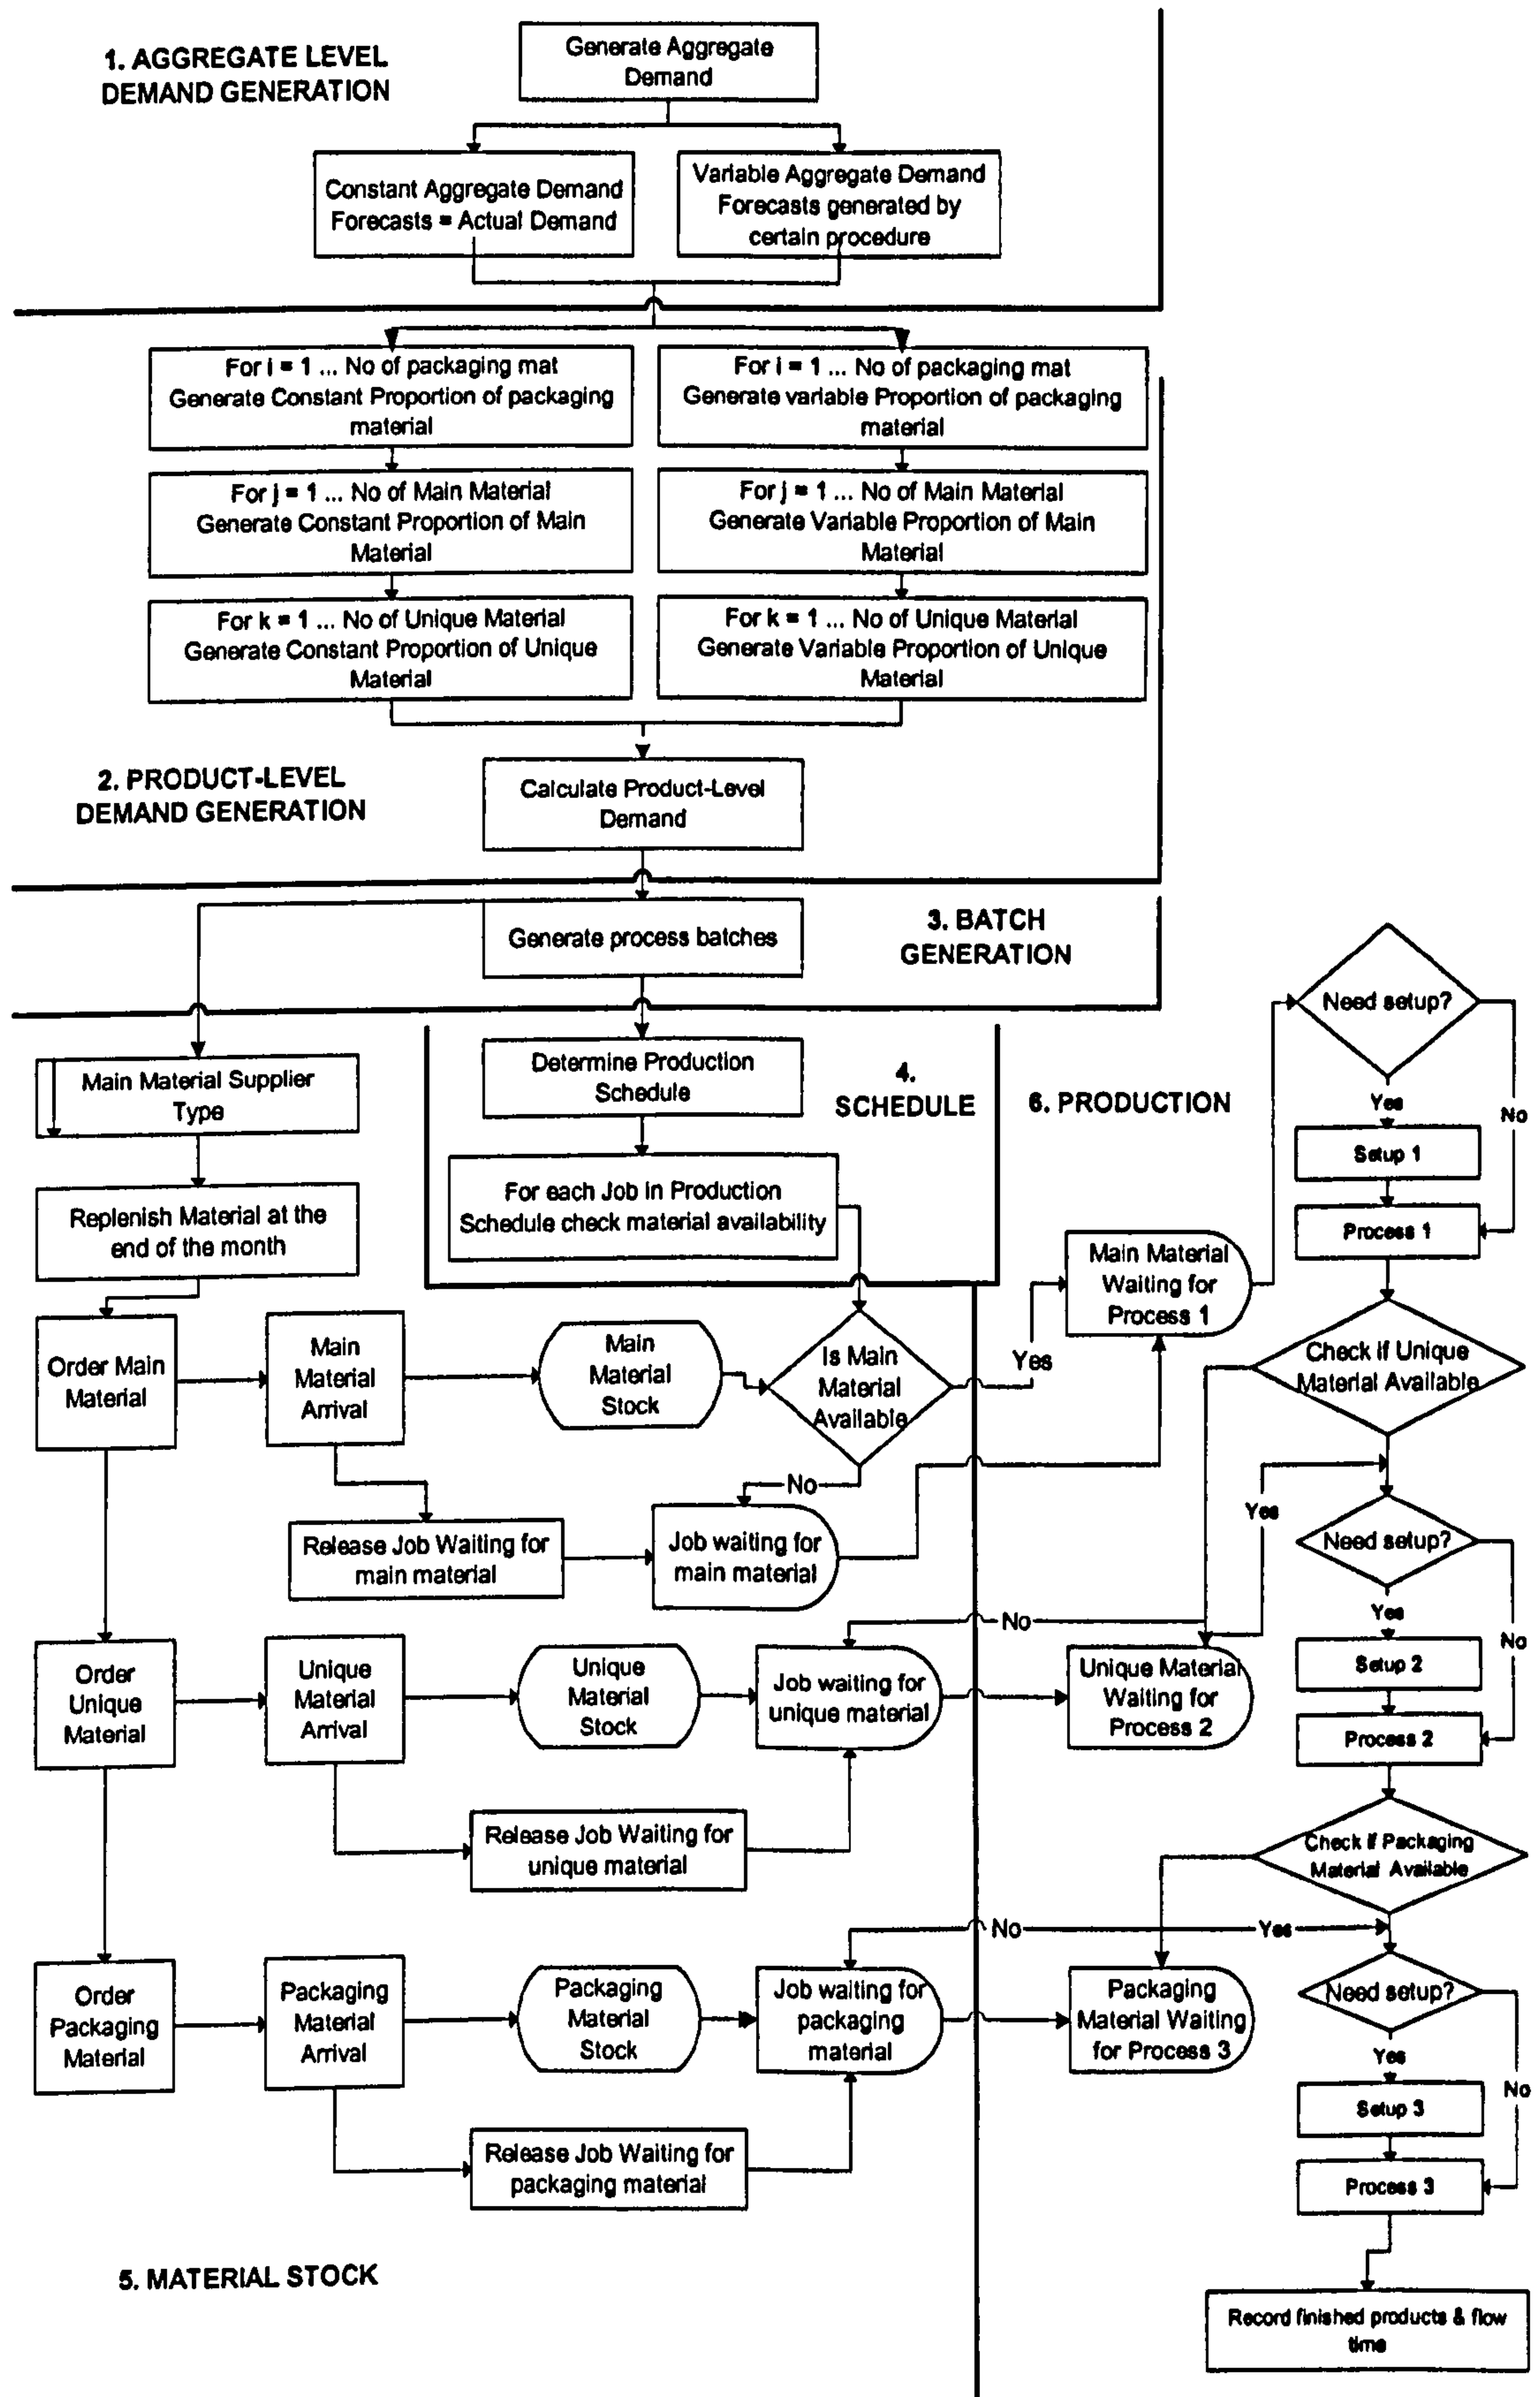 1. AGGREGATE LEVEL
DEMAND GENERATION
Generate Aggregate
Demand
Constant Aggregate Demand
Forecasts = Actual Demand
Variable Aggregate Demand
Forecasts generated by
certain procedure
For i = 1 ... No of packaging mat
Generate Constant Proportion of packaging
material
For i = 1 ... No of packaging mat
Generate variable Proportion of packaging
material
For j = 1 ... No of Main Material
Generate Constant Proportion of Main
Material
For j = 1 ... No of Main Material
Generate Variable Proportion of Main
Material
For k = 1 ... No of Unique Material
Generate Constant Proportion of Unique
Material
For k = 1 ... No of Unique Material
Generate Variable Proportion of Unique
Material
2. PRODUCT-LEVEL
DEMAND GENERATION
Calculate Product-Level
Demand
Generate process batches
3. BATCH
GENERATION
Main Material Supplier
Type
Replenish Material at the
end of the month
Determine Production
Schedule
4.
SCHEDULE
For each Job in Production
Schedule check material availability
6. PRODUCTION
Need setup?
Yes
No
Setup 1
Process 1
Order Main
Material
Main
Material
Arrival
Main
Material
Stock
Is Main
Material
Available
Yes
No
Main Material
Waiting for
Process 1
Check if Unique
Material Available
Release Job Waiting for
main material
Job waiting for
main material
Yes
No
Need setup?
Yes
No
Setup 2
Process 2
Order
Unique
Material
Unique
Material
Arrival
Unique
Material
Stock
Job waiting for
unique material
Unique Material
Waiting for
Process 2
Release Job Waiting for
unique material
Check if Packaging
Material Available
No
Yes
Order
Packaging
Material
Packaging
Material
Arrival
Packaging
Material
Stock
Job waiting for
packaging
material
Packaging
Material Waiting
for Process 3
Need setup?
Yes
No
Setup 3
Process 3
Release Job Waiting for
packaging material
5. MATERIAL STOCK
Record finished products & flow
time